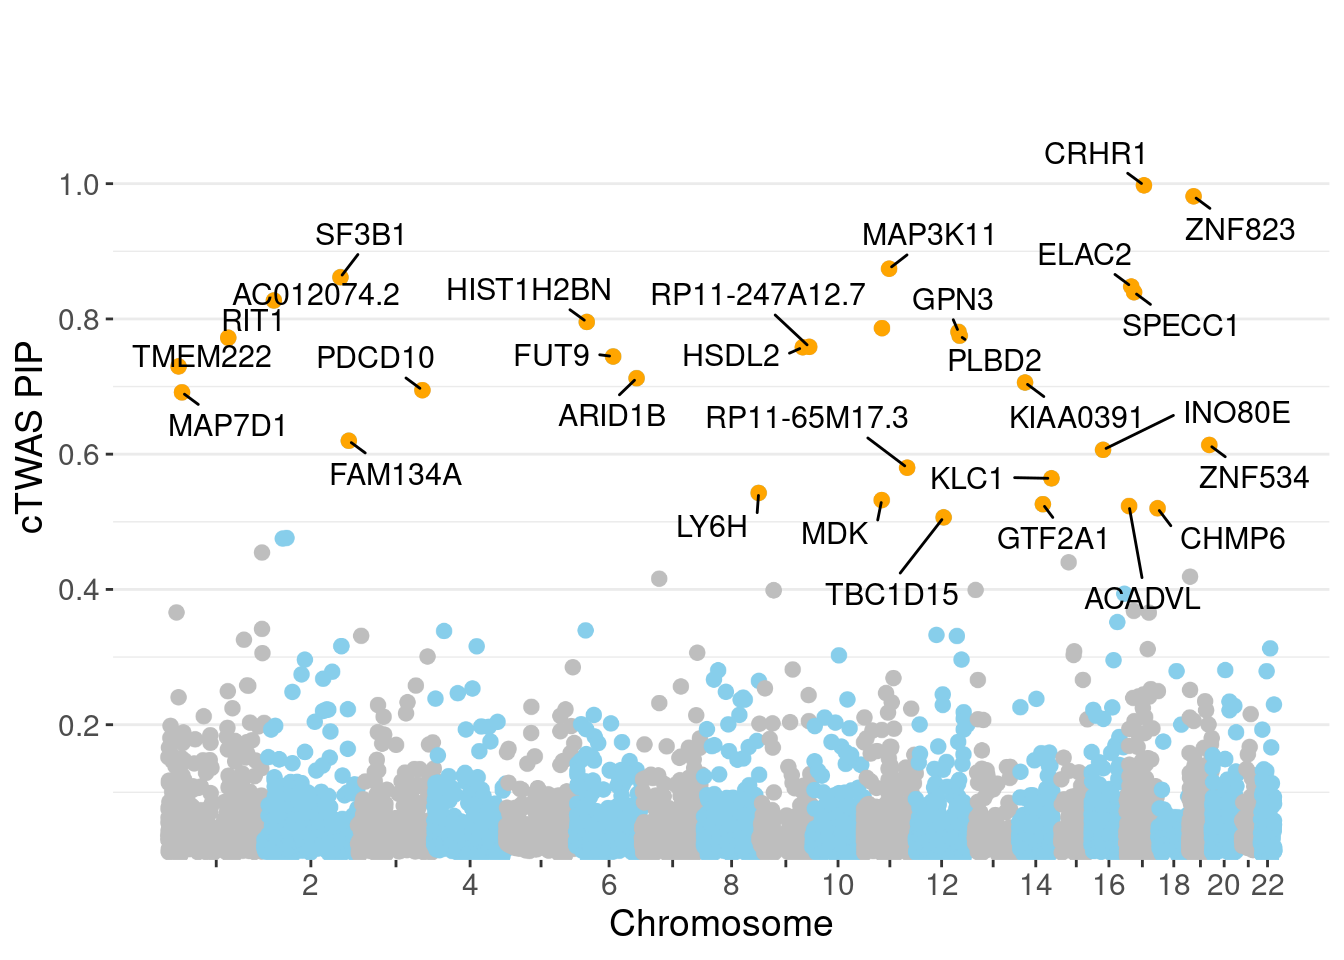 CRHR1
1.0
ZNF823
SF3B1
MAP3K11
ELAC2
AC012074.2
HIST1H2BN
RP11-247A12.7
GPN3
0.8
RIT1
SPECC1
TMEM222
PDCD10
FUT9
HSDL2
PLBD2
MAP7D1
ARID1B
RP11-65M17.3
KIAA0391
INO80E
0.6
FAM134A
KLC1
ZNF534
LY6H
MDK
GTF2A1
CHMP6
0.4
TBC1D15
ACADVL
0.2
cTWAS PIP
2 4 6 8 10 12 14 16 18 20 22
Chromosome